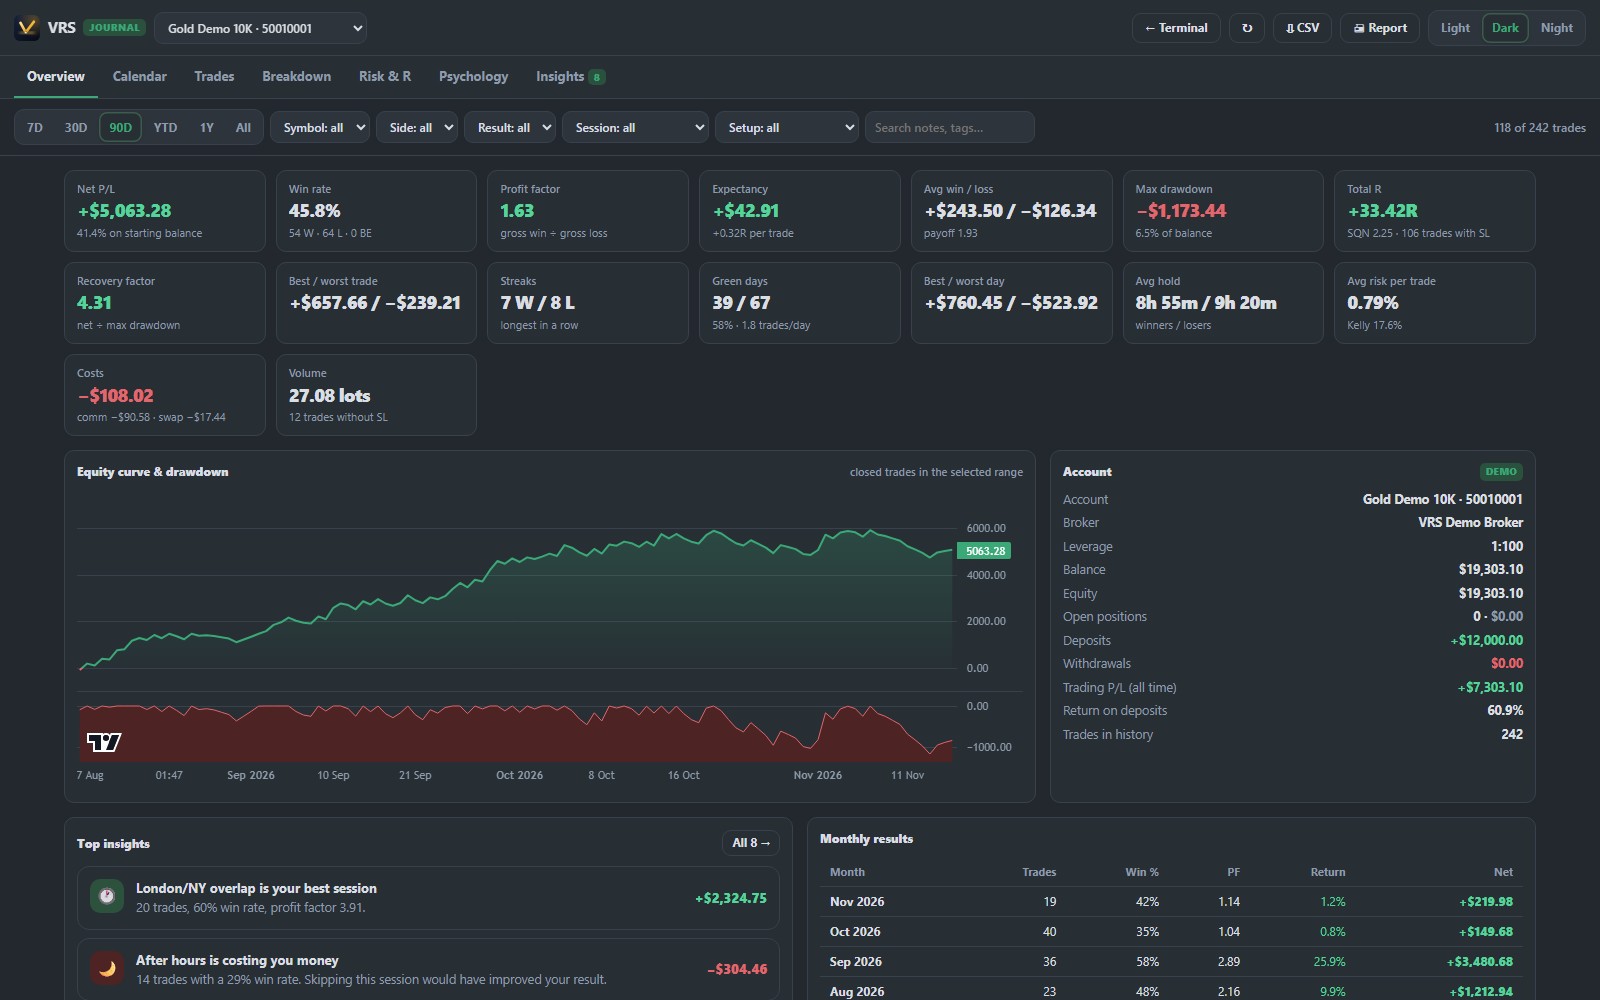 VRS JOURNAL Gold Demo 10K · 50010001 ← Terminal ↻ ⇩ CSV Report Light Dark Night
Overview Calendar Trades Breakdown Risk & R Psychology Insights 8
7D 30D 90D YTD 1Y All Symbol: all Side: all Result: all Session: all Setup: all Search notes, tags... 118 of 242 trades
Net P/L Win rate Profit factor Expectancy Avg win / loss Max drawdown Total R
+$5,063.28 45.8% 1.63 +$42.91 +$243.50 / −$126.34 −$1,173.44 +33.42R
41.4% on starting balance 54 W · 64 L · 0 BE gross win ÷ gross loss +0.32R per trade payoff 1.93 6.5% of balance SQN 2.25 · 106 trades with SL
Recovery factor Best / worst trade Streaks Green days Best / worst day Avg hold Avg risk per trade
4.31 +$657.66 / −$239.21 7 W / 8 L 39 / 67 +$760.45 / −$523.92 8h 55m / 9h 20m 0.79%
net ÷ max drawdown longest in a row 58% · 1.8 trades/day winners / losers Kelly 17.6%
Costs Volume
−$108.02 27.08 lots
comm −$90.58 · swap −$17.44 12 trades without SL
Equity curve & drawdown closed trades in the selected range
6000.00
5063.28
4000.00
2000.00
0.00
0.00
−1000.00
7 Aug 01:47 Sep 2026 10 Sep 21 Sep Oct 2026 8 Oct 16 Oct Nov 2026 11 Nov
Account DEMO
Account Gold Demo 10K · 50010001
Broker VRS Demo Broker
Leverage 1:100
Balance $19,303.10
Equity $19,303.10
Open positions 0 · $0.00
Deposits +$12,000.00
Withdrawals $0.00
Trading P/L (all time) +$7,303.10
Return on deposits 60.9%
Trades in history 242
Top insights All 8 →
London/NY overlap is your best session +$2,324.75
20 trades, 60% win rate, profit factor 3.91.
After hours is costing you money −$304.46
14 trades with a 29% win rate. Skipping this session would have improved your result.
Monthly results
Month Trades Win % PF Return Net
Nov 2026 19 42% 1.14 1.2% +$219.98
Oct 2026 40 35% 1.04 0.8% +$149.68
Sep 2026 36 58% 2.89 25.9% +$3,480.68
Aug 2026 23 48% 2.16 9.9% +$1,212.94